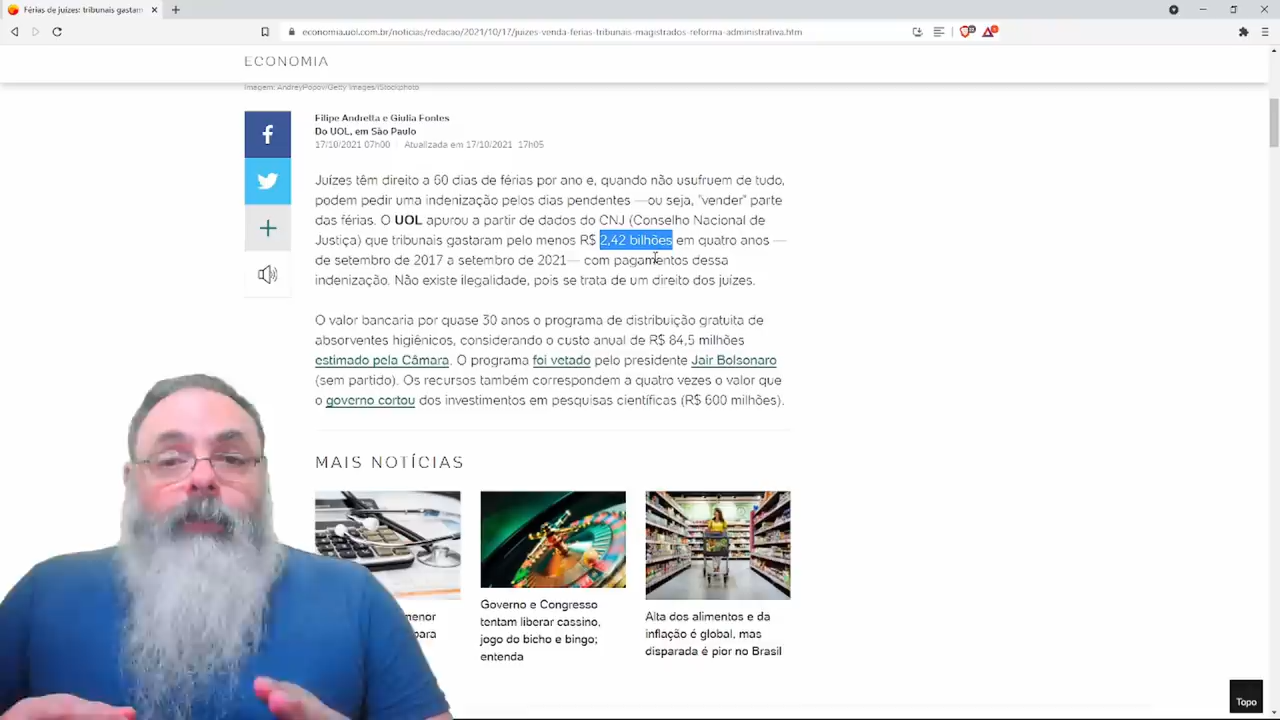 Férias de juízes: tribunais gastam
economia.uol.com.br/noticias/redacao/2021/10/17/juizes-venda-ferias-tribunais-magistrados-reforma-administrativa.htm
ECONOMIA
Imagem: AndreyPopov/Getty Images/iStockphoto
Filipe Andretta e Giulia Fontes
Do UOL, em São Paulo
17/10/2021 07h00 Atualizada em 17/10/2021 17h05
Juízes têm direito a 60 dias de férias por ano e, quando não usufruem de tudo,
podem pedir uma indenização pelos dias pendentes —ou seja, "vender" parte
das férias. O UOL apurou a partir de dados do CNJ (Conselho Nacional de
Justiça) que tribunais gastaram pelo menos R$ 2,42 bilhões em quatro anos —
de setembro de 2017 a setembro de 2021— com pagamentos dessa
indenização. Não existe ilegalidade, pois se trata de um direito dos juízes.
O valor bancaria por quase 30 anos o programa de distribuição gratuita de
absorventes higiênicos, considerando o custo anual de R$ 84,5 milhões
estimado pela Câmara. O programa foi vetado pelo presidente Jair Bolsonaro
(sem partido). Os recursos também correspondem a quatro vezes o valor que
o governo cortou dos investimentos em pesquisas científicas (R$ 600 milhões).
MAIS NOTÍCIAS
menor
para
Governo e Congresso
tentam liberar cassino,
jogo do bicho e bingo;
entenda
Alta dos alimentos e da
inflação é global, mas
disparada é pior no Brasil
Topo